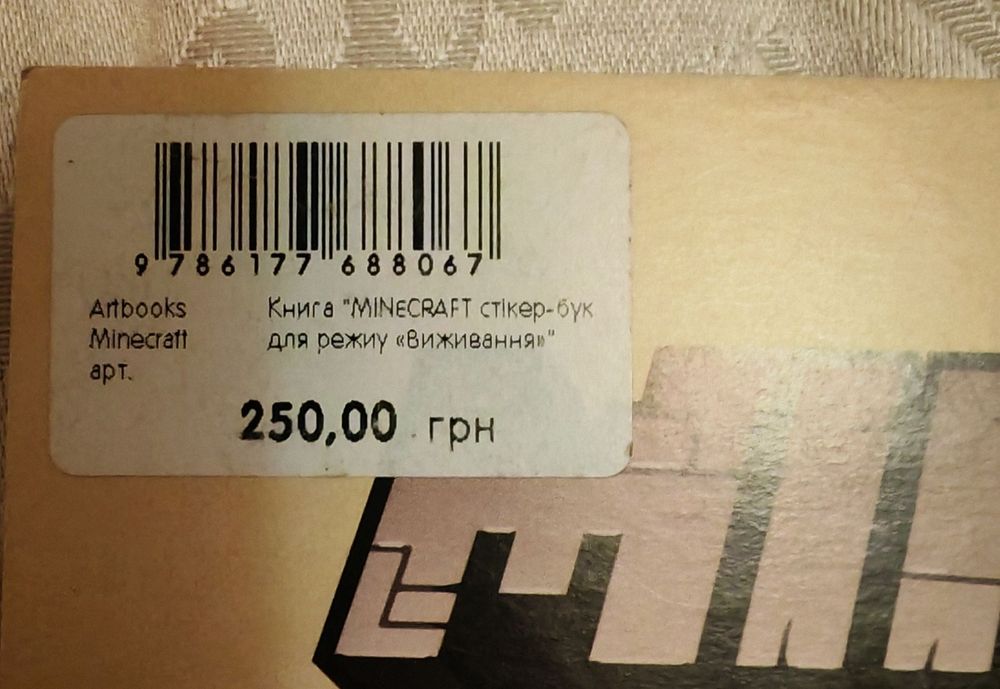 9 786177 688067
Artbooks Книга "MINECRAFT стікер-бук
Minecraft для режиу «Виживання»"
арт.
250,00 грн